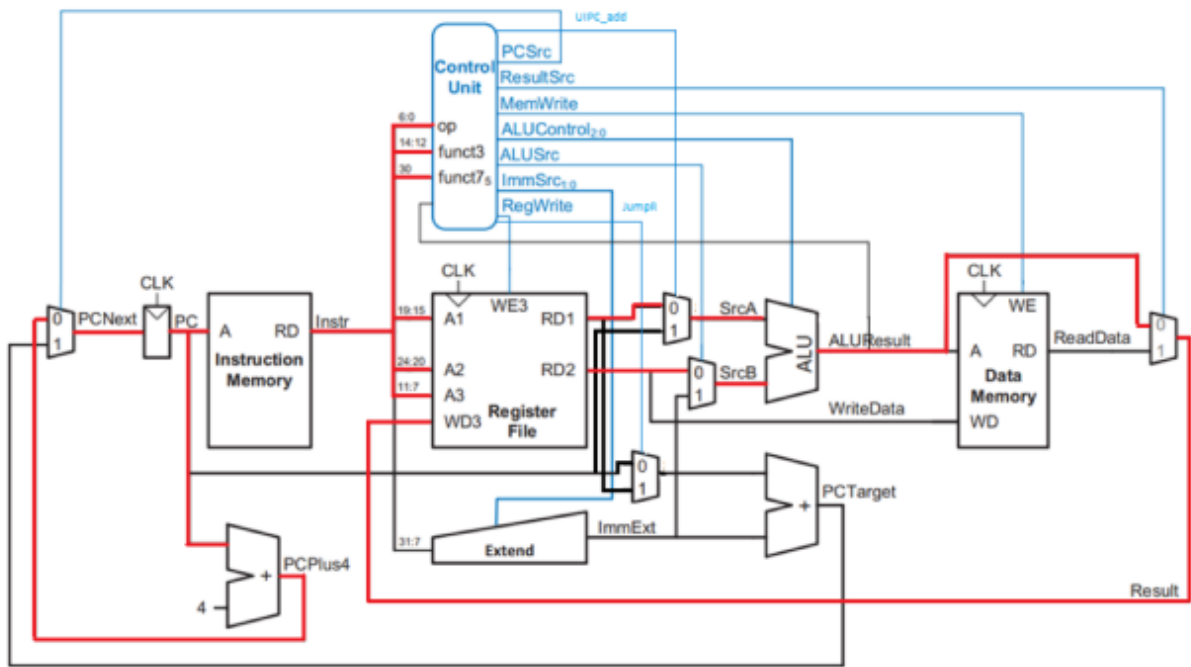 UIPC_add
PCSrc
Control
Unit
ResultSrc
MemWrite
6:0
op
ALUControl2:0
14:12
funct3
ALUSrc
30
funct75
ImmSrc1:0
RegWrite
JumpR
CLK
CLK
CLK
WE3
WE
0
1
PCNext
PC
A
RD
Instr
Instruction
Memory
19:15
A1
RD1
0
1
SrcA
24:20
A2
RD2
0
1
SrcB
ALU
ALUResult
A
RD
ReadData
0
1
11:7
A3
Data
Memory
WD3
Register
File
WriteData
WD
0
1
PCTarget
+
ImmExt
31:7
Extend
PCPlus4
+
4
Result